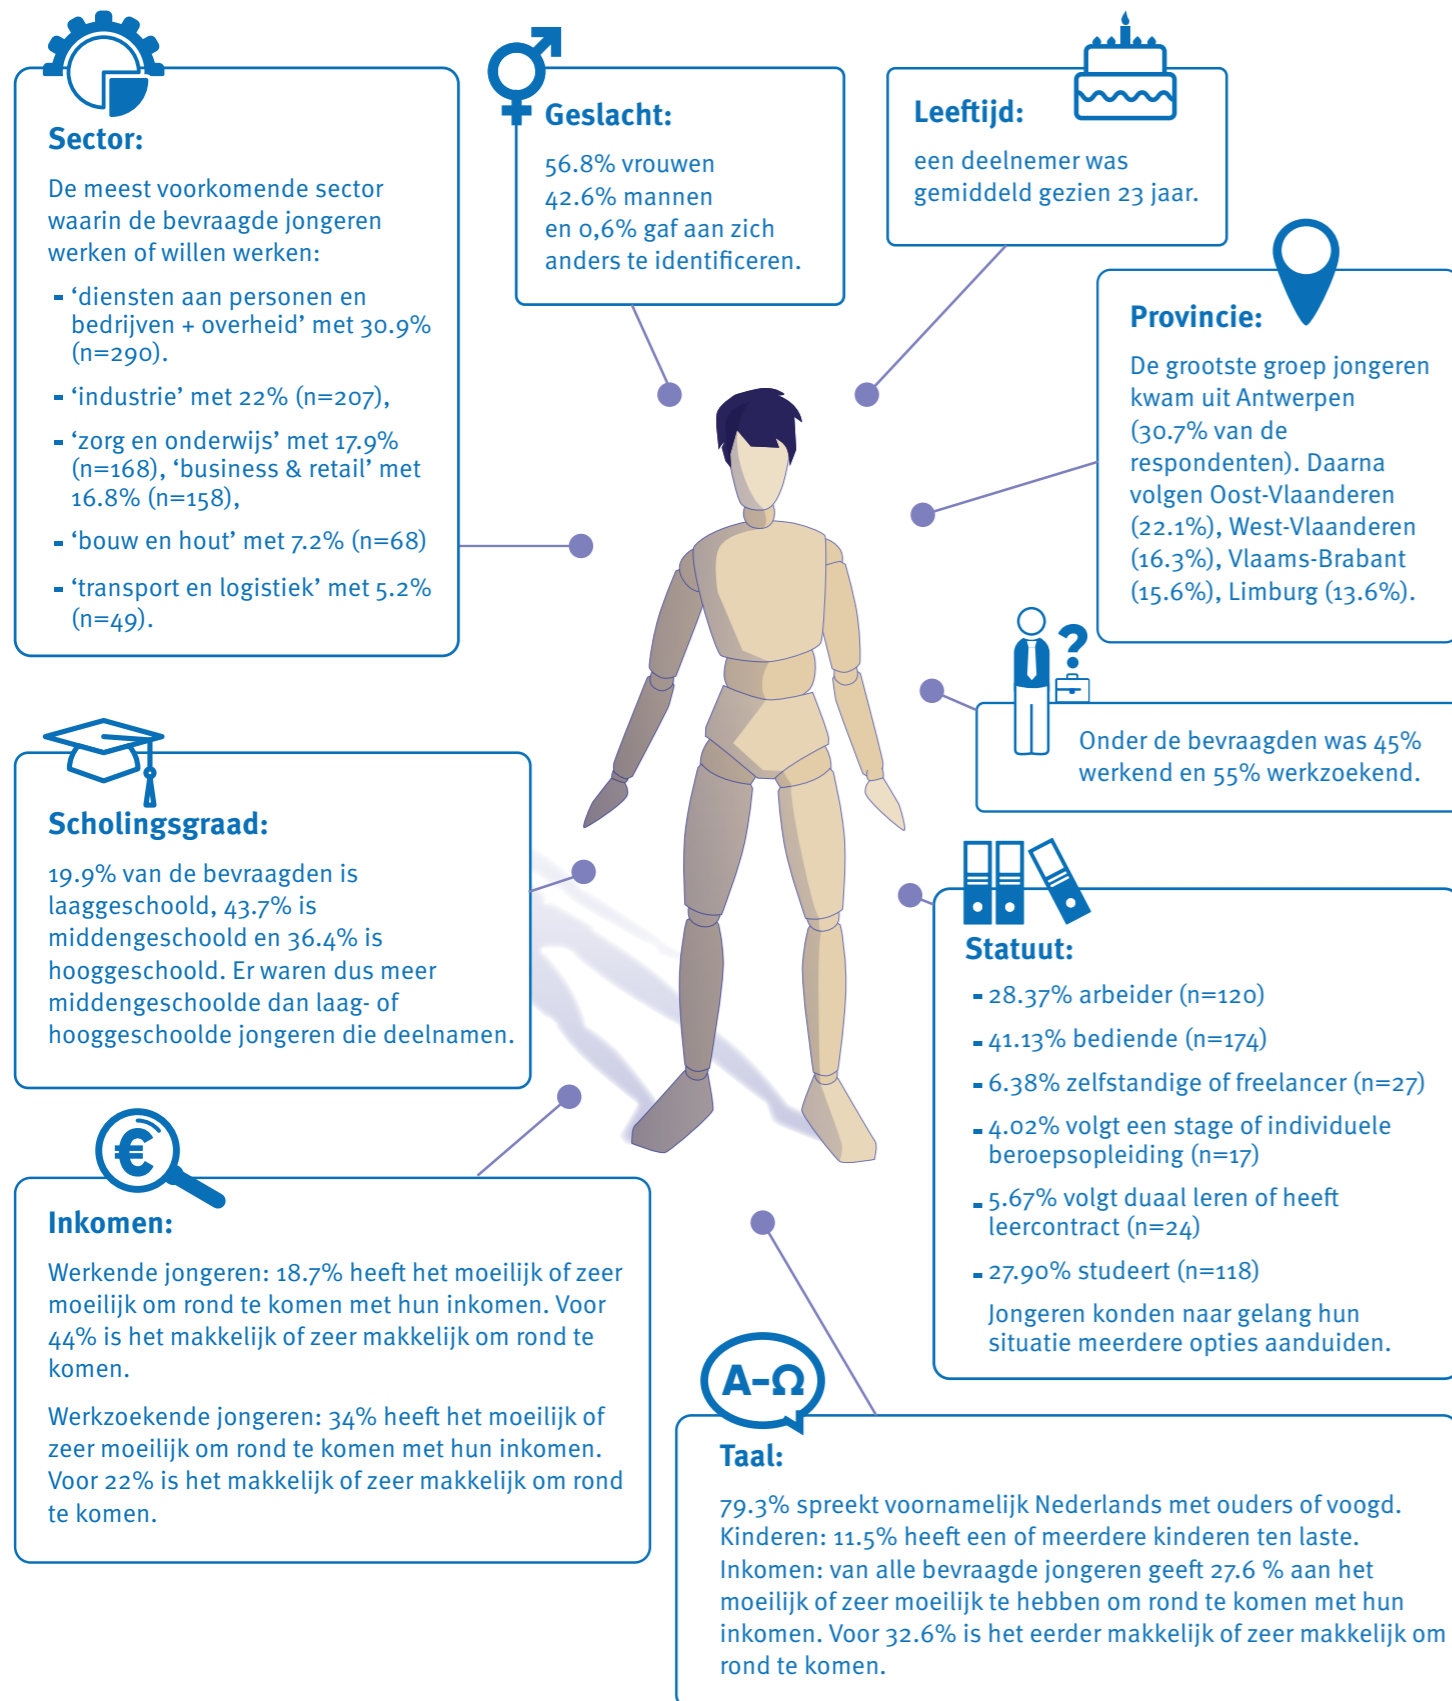 Sector:
De meest voorkomende sector
waarin de bevraagde jongeren
werken of willen werken:
- ‘diensten aan personen en
bedrijven + overheid’ met 30.9%
(n=290).
- ‘industrie’ met 22% (n=207),
- ‘zorg en onderwijs’ met 17.9%
(n=168), ‘business & retail’ met
16.8% (n=158),
- ‘bouw en hout’ met 7.2% (n=68)
- ‘transport en logistiek’ met 5.2%
(n=49).
Geslacht:
56.8% vrouwen
42.6% mannen
en 0,6% gaf aan zich
anders te identificeren.
Leeftijd:
een deelnemer was
gemiddeld gezien 23 jaar.
Provincie:
De grootste groep jongeren
kwam uit Antwerpen
(30.7% van de
respondenten). Daarna
volgen Oost-Vlaanderen
(22.1%), West-Vlaanderen
(16.3%), Vlaams-Brabant
(15.6%), Limburg (13.6%).
?
Onder de bevraagden was 45%
werkend en 55% werkzoekend.
Scholingsgraad:
19.9% van de bevraagden is
laaggeschoold, 43.7% is
middengeschoold en 36.4% is
hooggeschoold. Er waren dus meer
middengeschoolde dan laag- of
hooggeschoolde jongeren die deelnamen.
Statuut:
- 28.37% arbeider (n=120)
- 41.13% bediende (n=174)
- 6.38% zelfstandige of freelancer (n=27)
- 4.02% volgt een stage of individuele
beroepsopleiding (n=17)
- 5.67% volgt duaal leren of heeft
leercontract (n=24)
- 27.90% studeert (n=118)
Jongeren konden naar gelang hun
situatie meerdere opties aanduiden.
€
Inkomen:
Werkende jongeren: 18.7% heeft het moeilijk of zeer
moeilijk om rond te komen met hun inkomen. Voor
44% is het makkelijk of zeer makkelijk om rond te
komen.
Werkzoekende jongeren: 34% heeft het moeilijk of
zeer moeilijk om rond te komen met hun inkomen.
Voor 22% is het makkelijk of zeer makkelijk om rond
te komen.
A-Ω
Taal:
79.3% spreekt voornamelijk Nederlands met ouders of voogd.
Kinderen: 11.5% heeft een of meerdere kinderen ten laste.
Inkomen: van alle bevraagde jongeren geeft 27.6 % aan het
moeilijk of zeer moeilijk te hebben om rond te komen met hun
inkomen. Voor 32.6% is het eerder makkelijk of zeer makkelijk om
rond te komen.